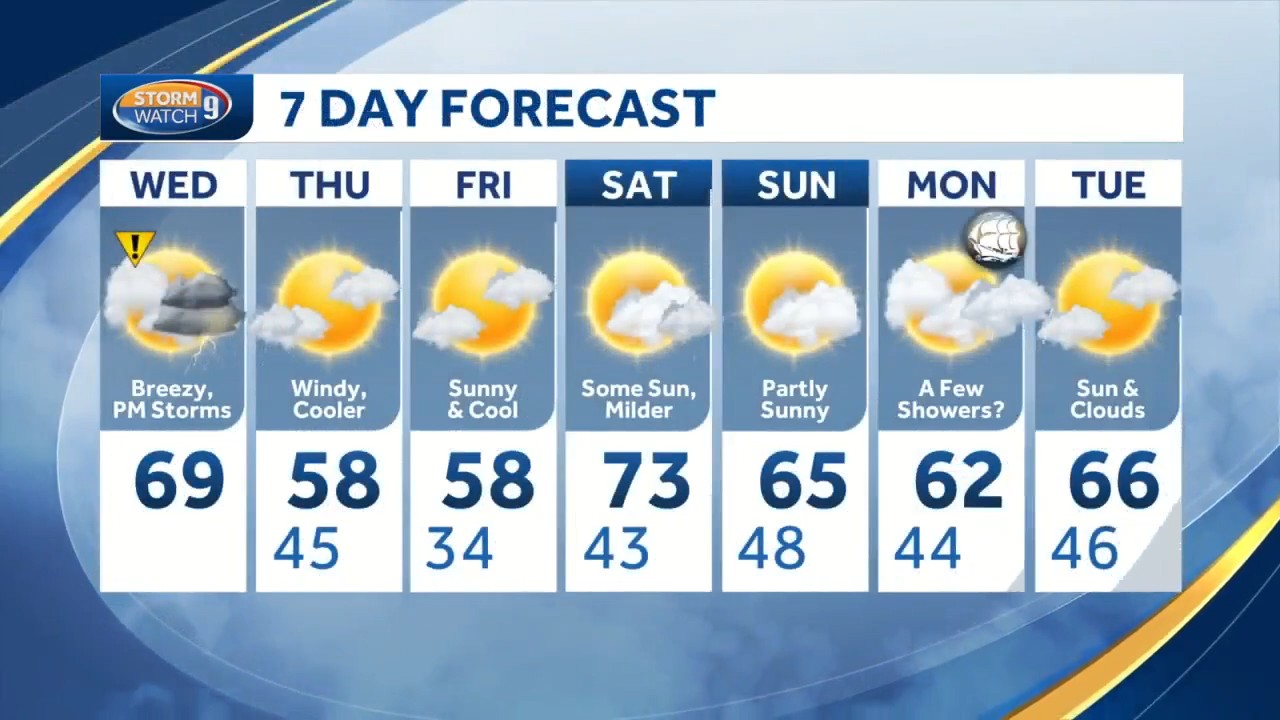 STORM
WATCH 9
7 DAY FORECAST
WED
THU
FRI
SAT
SUN
MON
TUE
!
Breezy,
PM Storms
Windy,
Cooler
Sunny
& Cool
Some Sun,
Milder
Partly
Sunny
A Few
Showers?
Sun &
Clouds
69
58
58
73
65
62
66
45
34
43
48
44
46